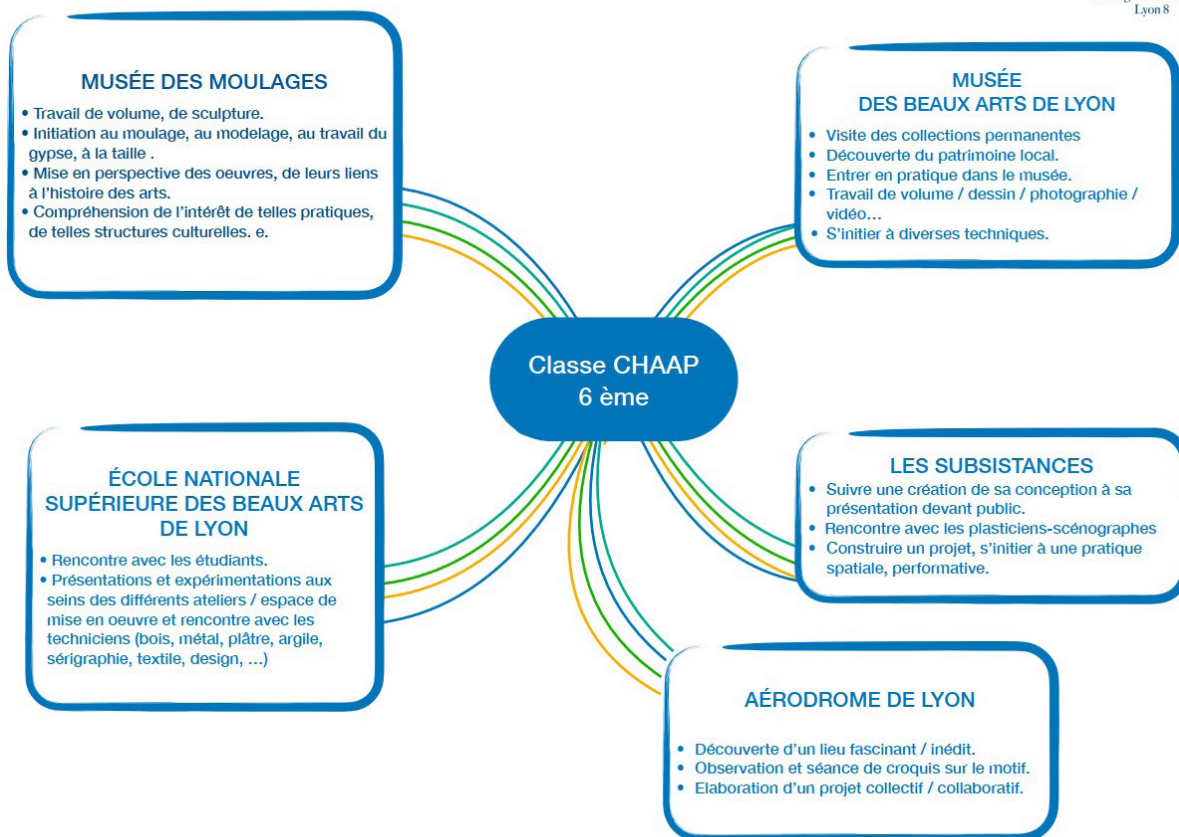 Lyon 8
MUSÉE DES MOULAGES
• Travail de volume, de sculpture.
• Initiation au moulage, au modelage, au travail du
gypse, à la taille .
• Mise en perspective des oeuvres, de leurs liens
à l'histoire des arts.
• Compréhension de l'intérêt de telles pratiques,
de telles structures culturelles. e.
MUSÉE
DES BEAUX ARTS DE LYON
• Visite des collections permanentes
• Découverte du patrimoine local.
• Entrer en pratique dans le musée.
• Travail de volume / dessin / photographie /
vidéo…
• S'initier à diverses techniques.
Classe CHAAP
6 ème
ÉCOLE NATIONALE
SUPÉRIEURE DES BEAUX ARTS
DE LYON
• Rencontre avec les étudiants.
• Présentations et expérimentations aux
seins des différents ateliers / espace de
mise en oeuvre et rencontre avec les
techniciens (bois, métal, plâtre, argile,
sérigraphie, textile, design, …)
LES SUBSISTANCES
• Suivre une création de sa conception à sa
présentation devant public.
• Rencontre avec les plasticiens-scénographes
• Construire un projet, s'initier à une pratique
spatiale, performative.
AÉRODROME DE LYON
• Découverte d'un lieu fascinant / inédit.
• Observation et séance de croquis sur le motif.
• Elaboration d'un projet collectif / collaboratif.